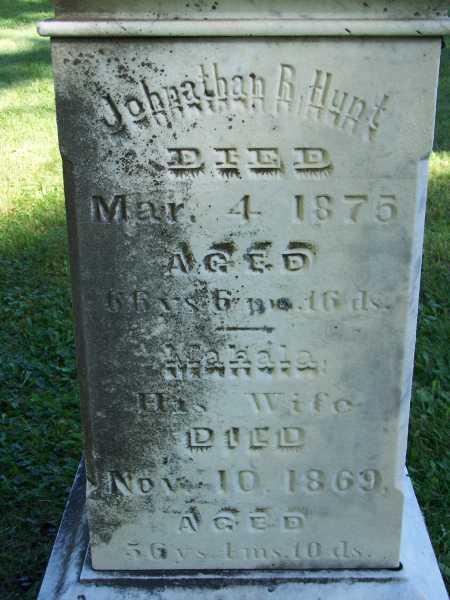 Johnathan R. Hunt
DIED
Mar. 4 1875
AGED
66 ys. 6 ms. 16 ds.
Mahala,
His Wife
DIED
Nov. 10, 1869,
AGED
56 ys. 4 ms. 10 ds.